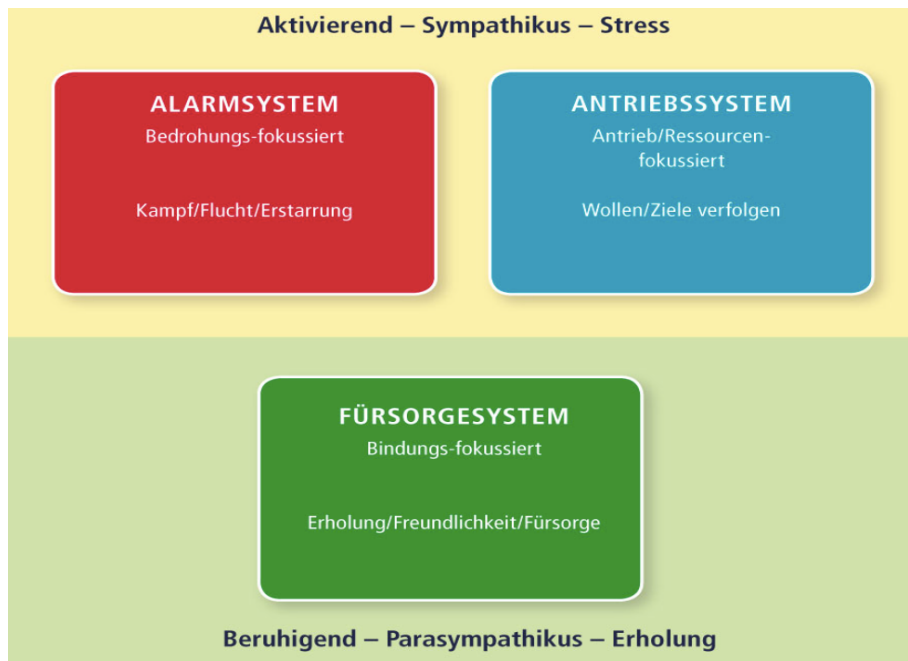 Aktivierend – Sympathikus – Stress
ALARMSYSTEM
Bedrohungs-fokussiert
Kampf/Flucht/Erstarrung
ANTRIEBSSYSTEM
Antrieb/Ressourcen-
fokussiert
Wollen/Ziele verfolgen
FÜRSORGESYSTEM
Bindungs-fokussiert
Erholung/Freundlichkeit/Fürsorge
Beruhigend – Parasympathikus – Erholung